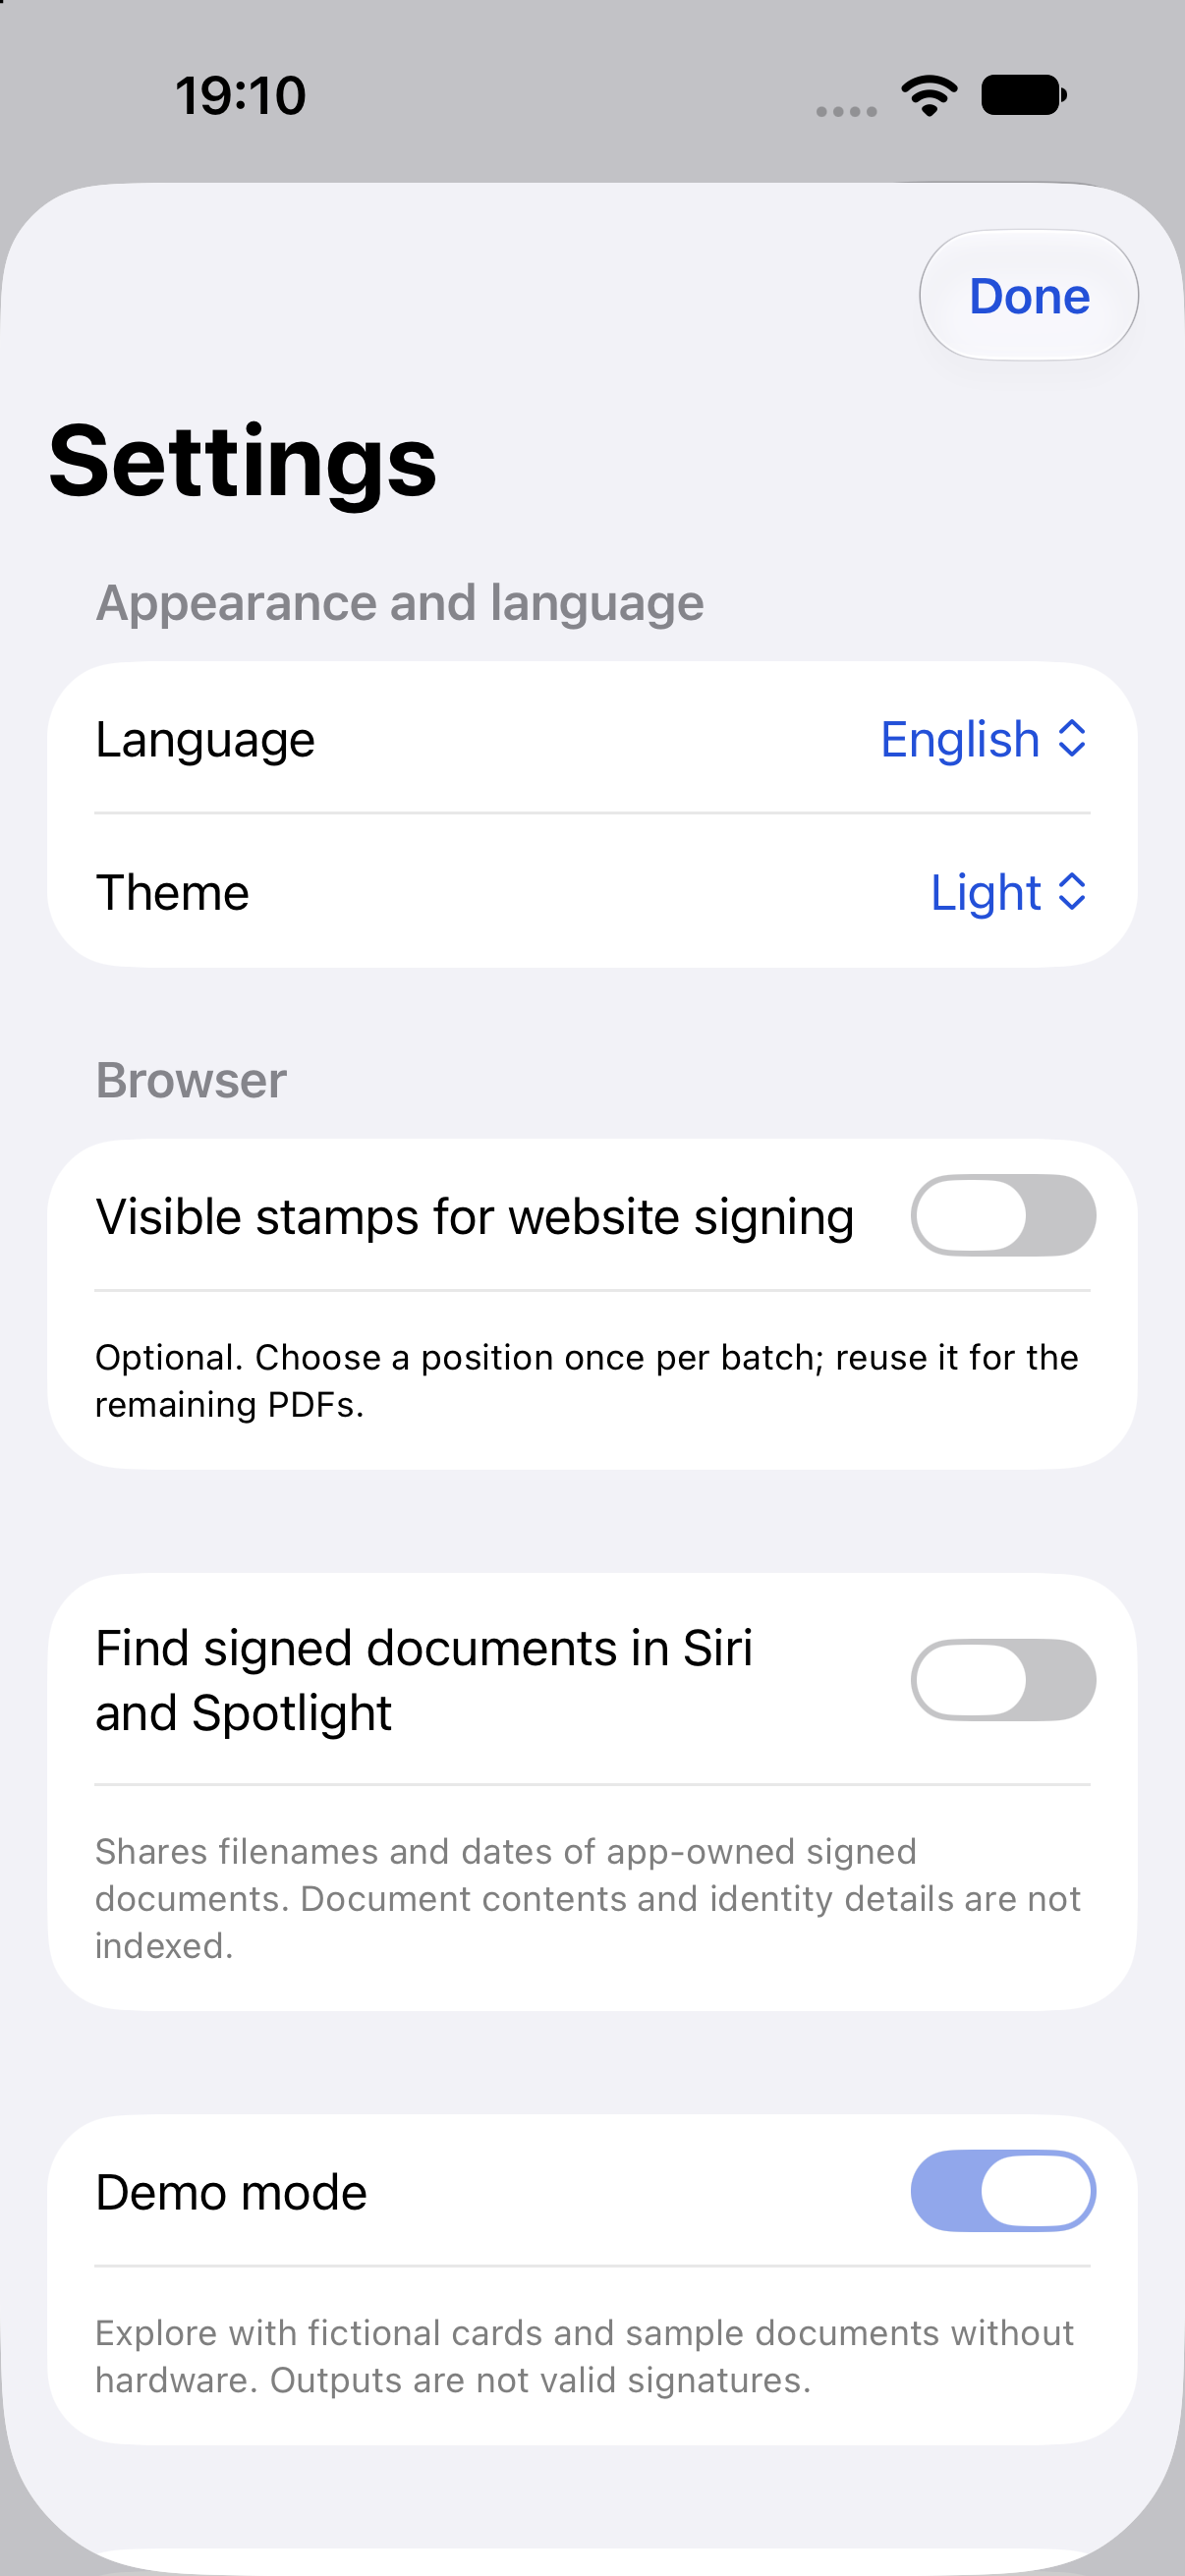 19:10
Done
Settings
Appearance and language
Language English
Theme Light
Browser
Visible stamps for website signing
Optional. Choose a position once per batch; reuse it for the
remaining PDFs.
Find signed documents in Siri
and Spotlight
Shares filenames and dates of app-owned signed
documents. Document contents and identity details are not
indexed.
Demo mode
Explore with fictional cards and sample documents without
hardware. Outputs are not valid signatures.